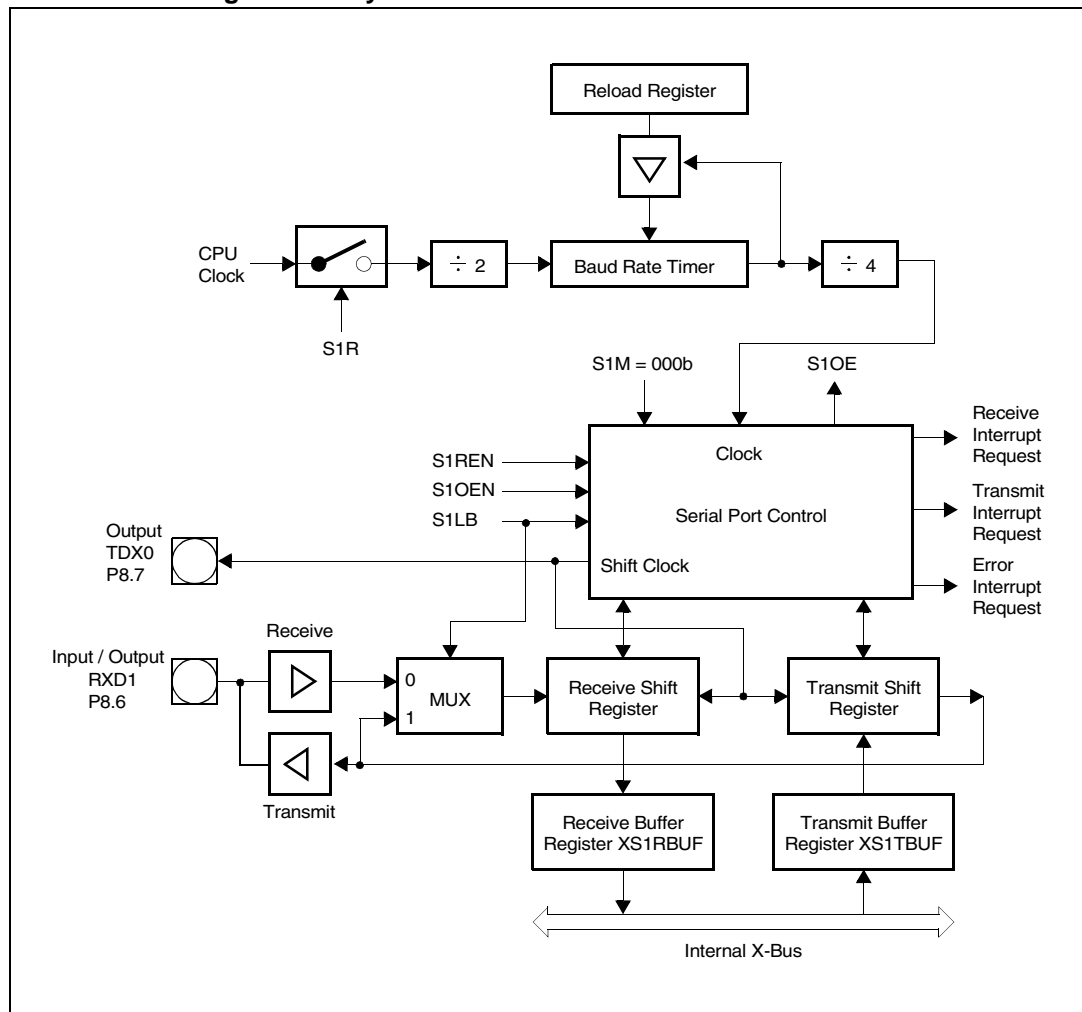 Reload Register
CPU
Clock
÷ 2
Baud Rate Timer
÷ 4
S1R
S1M = 000b
S1OE
Receive
Interrupt
Request
Clock
S1REN
S1OEN
S1LB
Serial Port Control
Transmit
Interrupt
Request
Output
TDX0
P8.7
Shift Clock
Error
Interrupt
Request
Receive
Input / Output
RXD1
P8.6
0
MUX
1
Receive Shift
Register
Transmit Shift
Register
Transmit
Receive Buffer
Register XS1RBUF
Transmit Buffer
Register XS1TBUF
Internal X-Bus